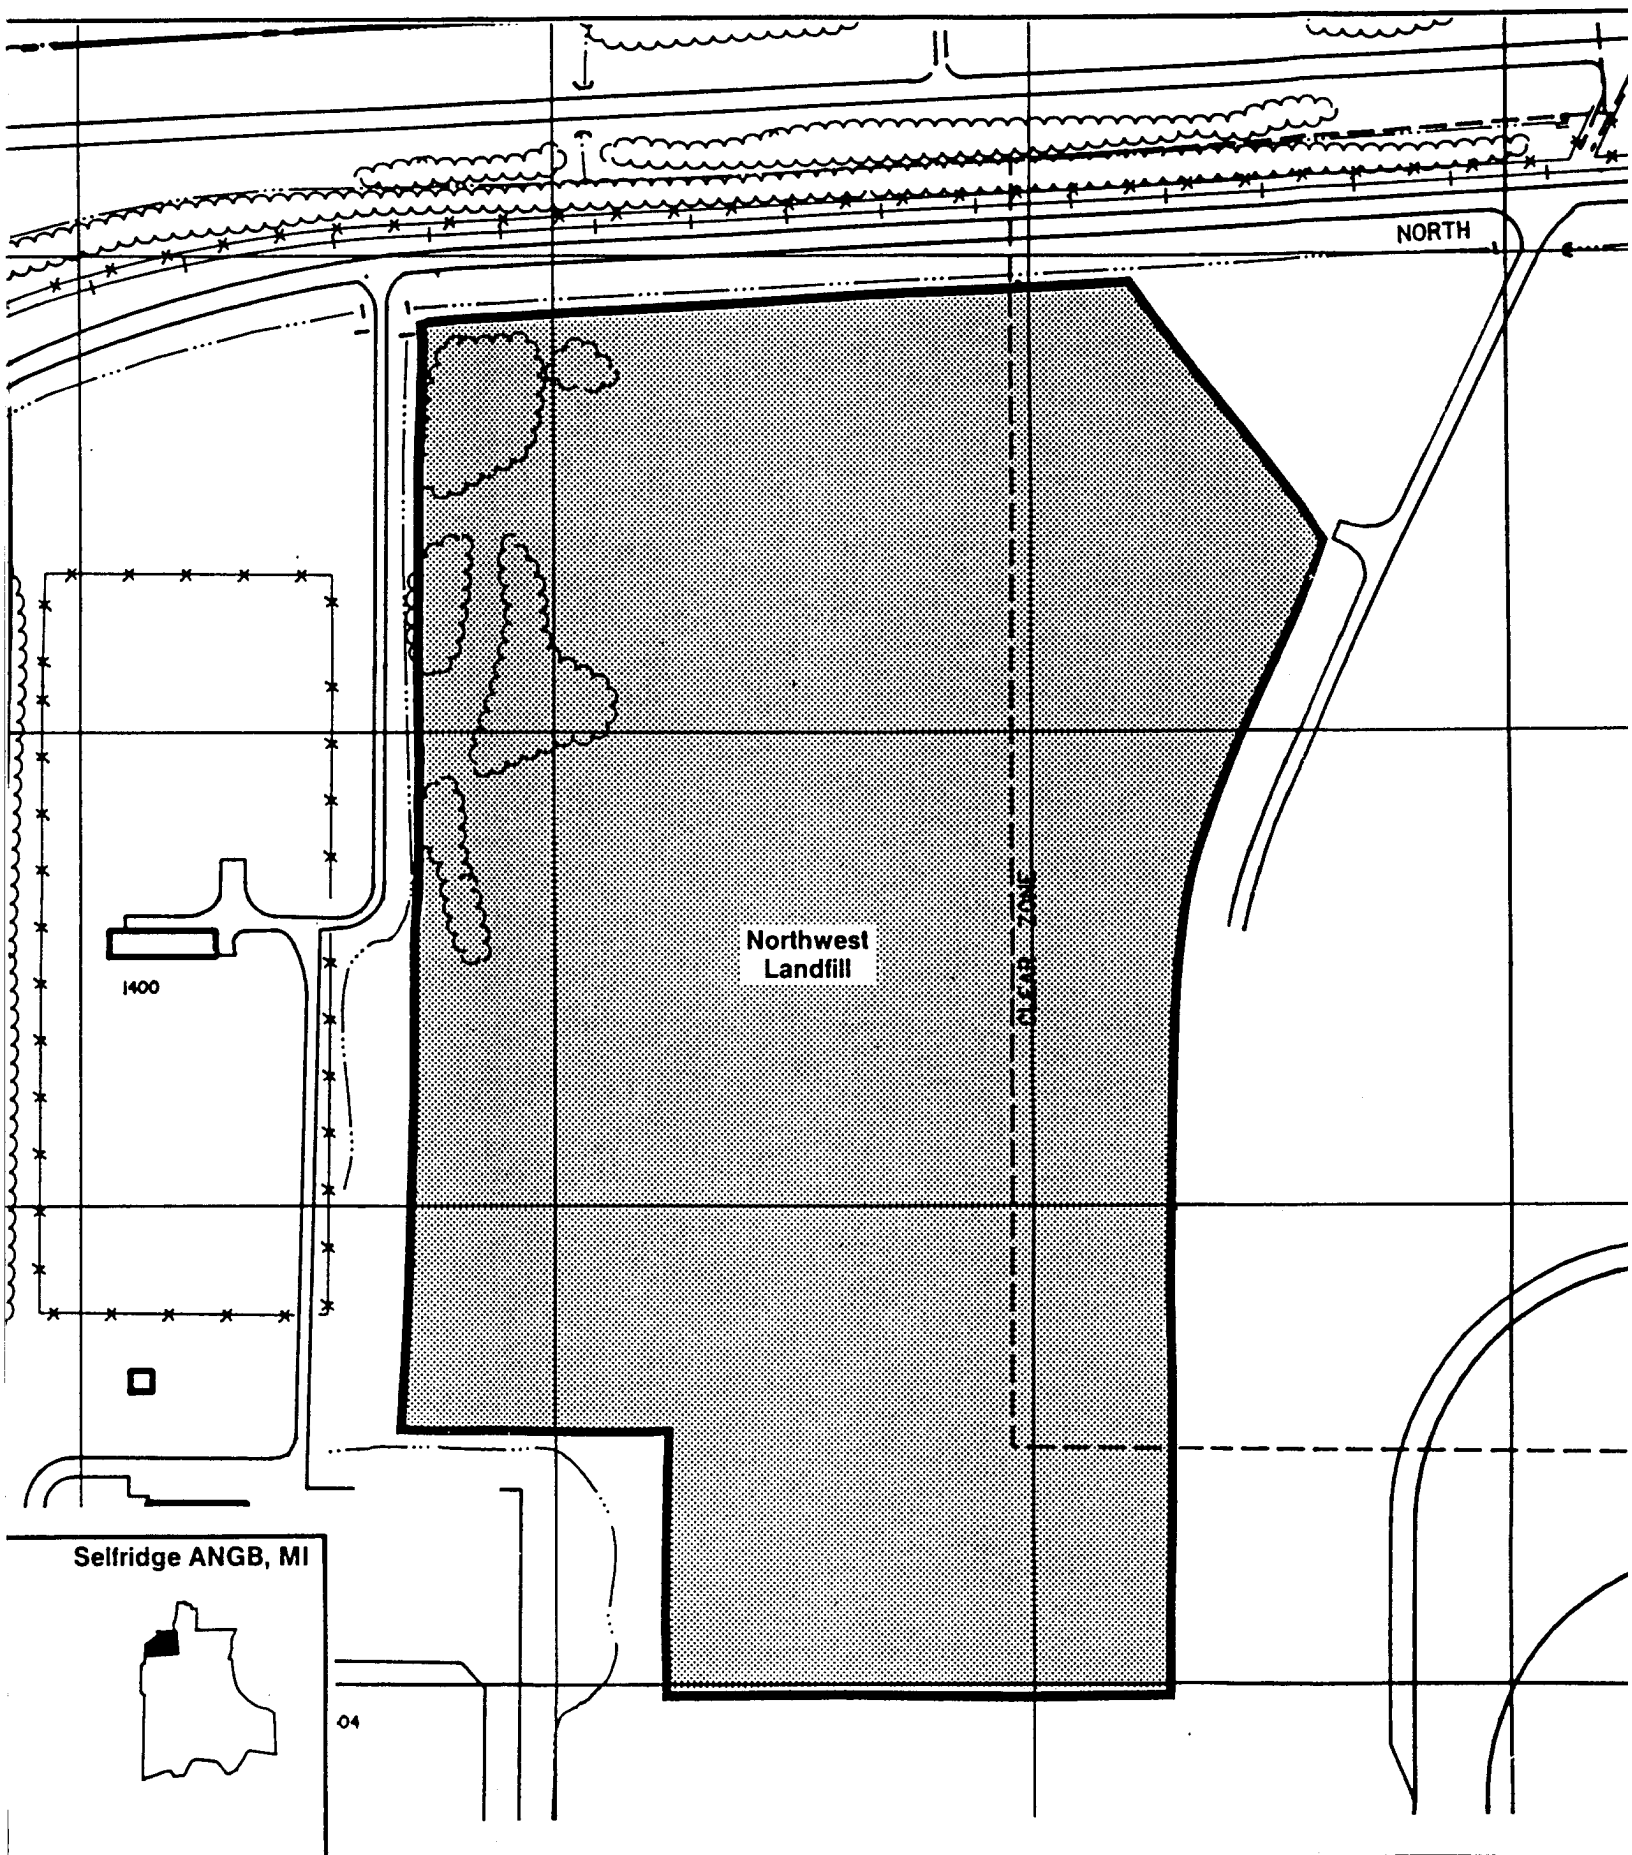 NORTH
CLEAR ZONE
Northwest
Landfill
1400
Selfridge ANGB, MI
04